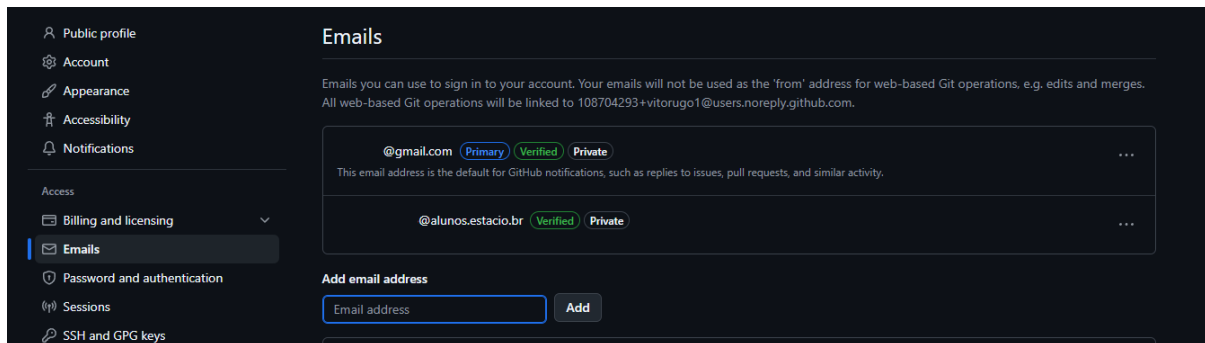 Public profile
Account
Appearance
Accessibility
Notifications
Access
Billing and licensing
Emails
Password and authentication
Sessions
SSH and GPG keys
Emails
Emails you can use to sign in to your account. Your emails will not be used as the 'from' address for web-based Git operations, e.g. edits and merges.
All web-based Git operations will be linked to 108704293+vitorugo1@users.noreply.github.com.
@gmail.com Primary Verified Private
This email address is the default for GitHub notifications, such as replies to issues, pull requests, and similar activity.
@alunos.estacio.br Verified Private
Add email address
Email address Add